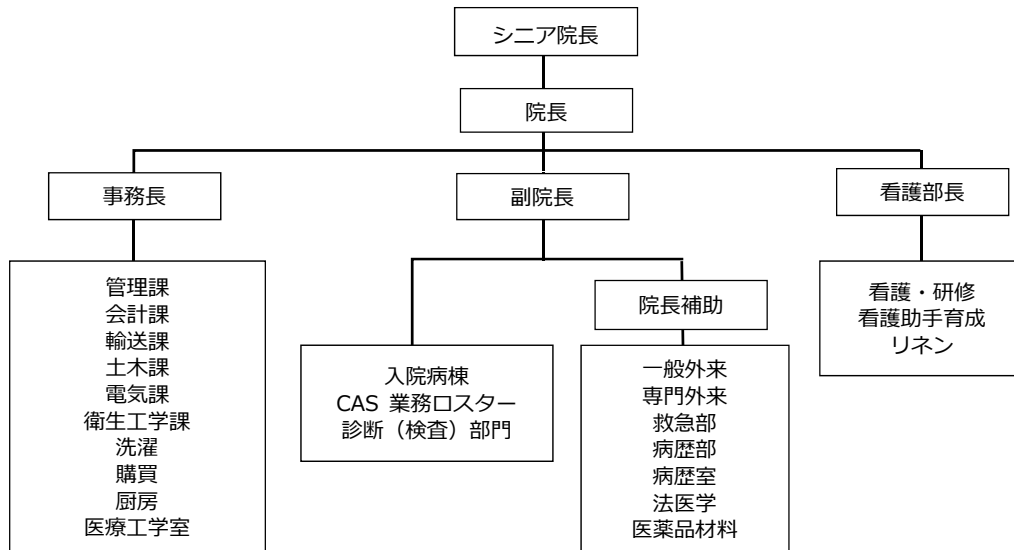 シニア院長
院長
事務長
副院長
看護部長
管理課
会計課
輸送課
土木課
電気課
衛生工学課
洗濯
購買
厨房
医療工学室
入院病棟
CAS 業務ロスター
診断（検査）部門
院長補助
一般外来
専門外来
救急部
病歴部
病歴室
法医学
医薬品材料
看護・研修
看護助手育成
リネン